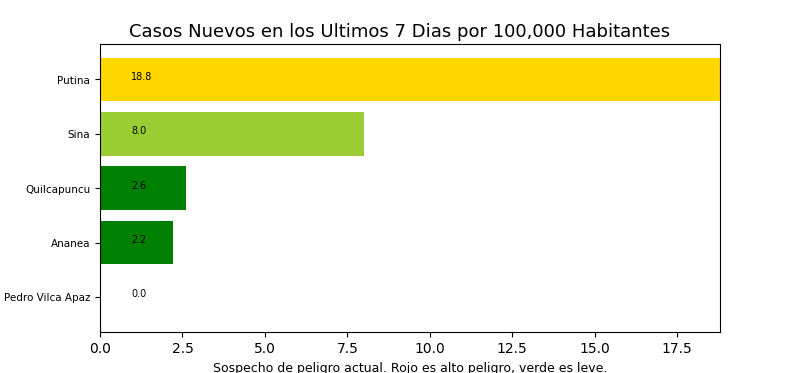 Casos Nuevos en los Ultimos 7 Dias por 100,000 Habitantes
Putina
18.8
Sina
8.0
Quilcapuncu
2.6
Ananea
2.2
Pedro Vilca Apaz
0.0
0.0 2.5 5.0 7.5 10.0 12.5 15.0 17.5
Sospecho de peligro actual. Rojo es alto peligro, verde es leve.